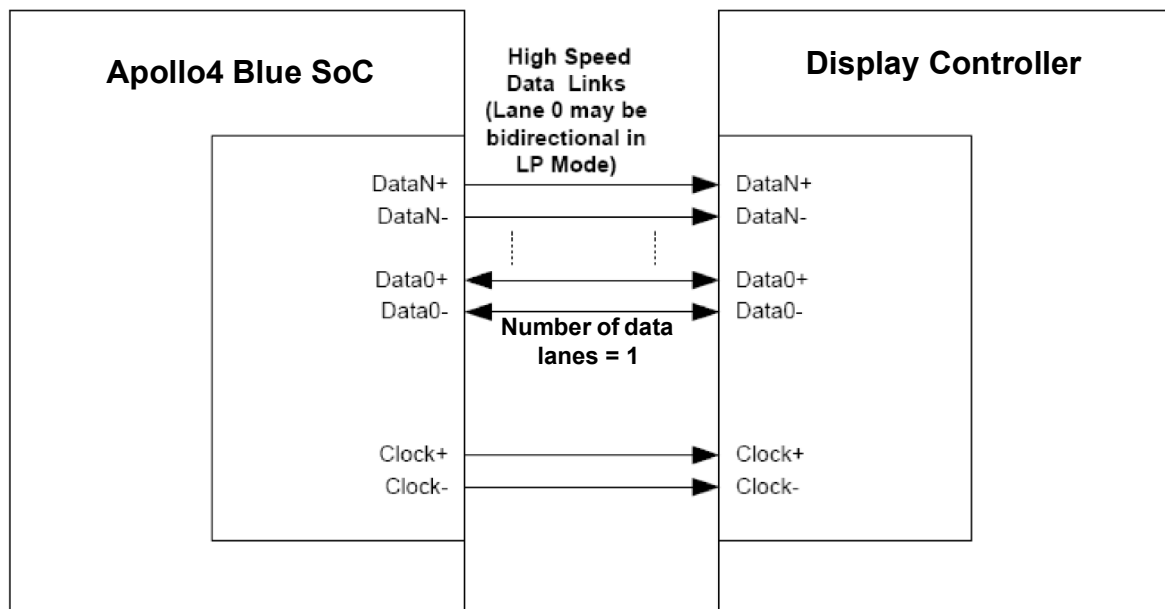 Apollo4 Blue SoC
High Speed
Data Links
(Lane 0 may be
bidirectional in
LP Mode)
Display Controller
DataN+
DataN-
Data0+
Data0-
Clock+
Clock-
Number of data
lanes = 1
DataN+
DataN-
Data0+
Data0-
Clock+
Clock-